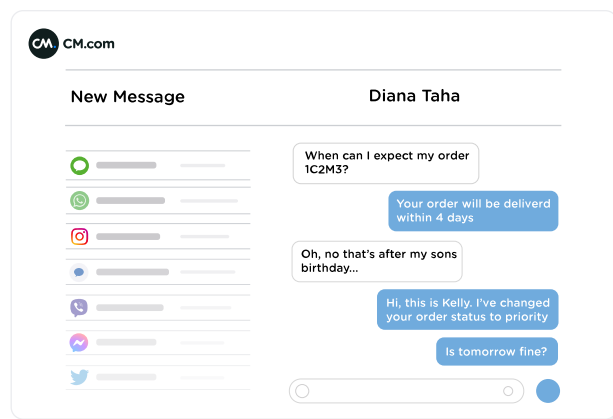 CM.
CM.com
New Message
Diana Taha
When can I expect my order
1C2M3?
Your order will be deliverd
within 4 days
Oh, no that's after my sons
birthday...
Hi, this is Kelly. I've changed
your order status to priority
Is tomorrow fine?